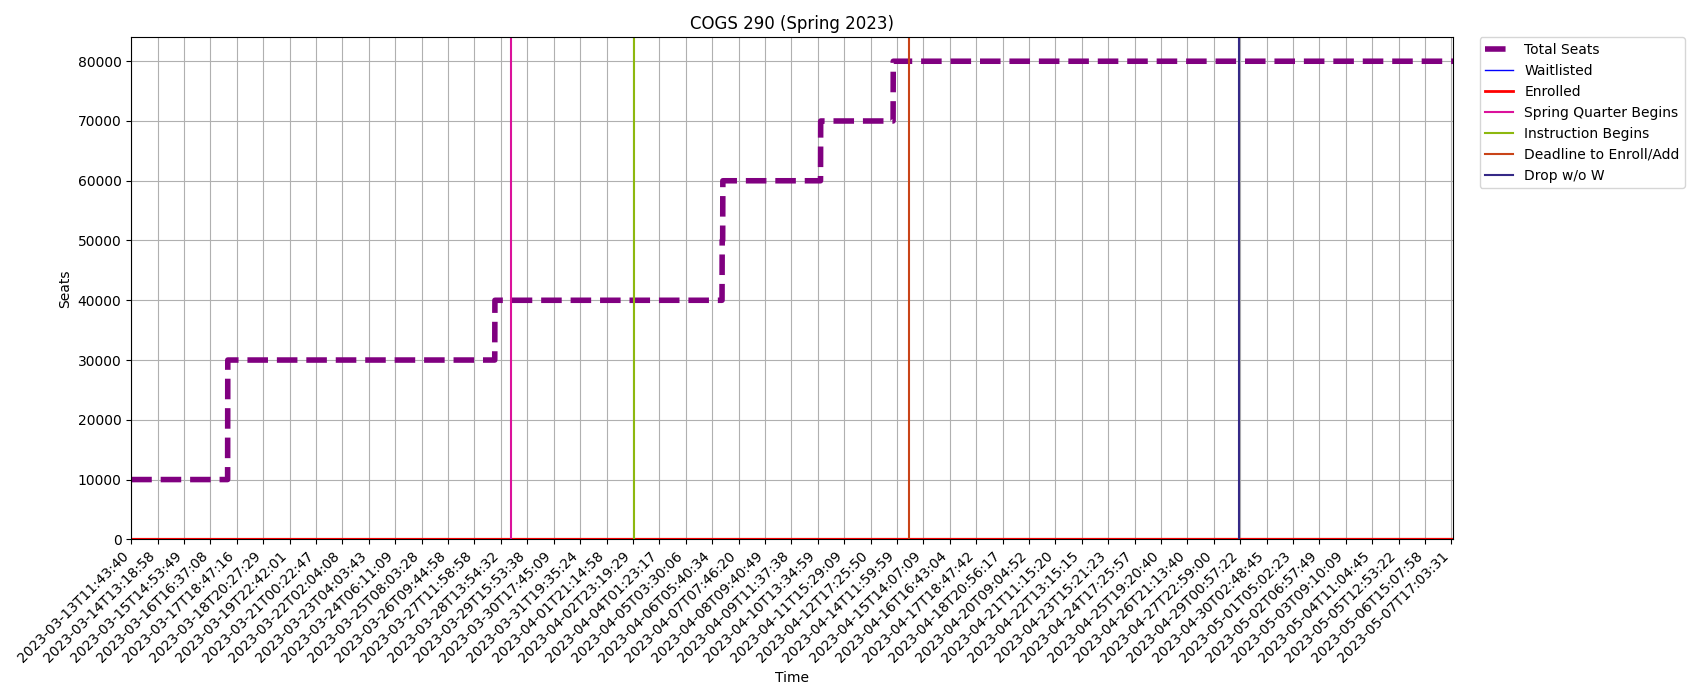 COGS 290 (Spring 2023)
Total Seats
Waitlisted
Enrolled
Spring Quarter Begins
Instruction Begins
Deadline to Enroll/Add
Drop w/o W
Seats
80000
70000
60000
50000
40000
30000
20000
10000
0
2023-03-13T11:43:40
2023-03-14T13:18:58
2023-03-15T14:53:49
2023-03-16T16:37:08
2023-03-17T18:47:16
2023-03-18T20:27:29
2023-03-19T22:42:01
2023-03-21T00:22:47
2023-03-22T02:04:08
2023-03-23T04:03:43
2023-03-24T06:11:09
2023-03-25T08:03:28
2023-03-26T09:44:58
2023-03-27T11:58:58
2023-03-28T13:54:32
2023-03-29T15:53:38
2023-03-30T17:45:09
2023-03-31T19:35:24
2023-04-01T21:14:58
2023-04-02T23:19:29
2023-04-04T01:23:17
2023-04-05T03:30:06
2023-04-06T05:40:34
2023-04-07T07:46:20
2023-04-08T09:40:49
2023-04-09T11:37:38
2023-04-10T13:34:59
2023-04-11T15:29:09
2023-04-12T17:25:50
2023-04-14T11:59:59
2023-04-15T14:07:09
2023-04-16T16:43:04
2023-04-17T18:47:42
2023-04-18T20:56:17
2023-04-20T09:04:52
2023-04-21T11:15:20
2023-04-22T13:15:15
2023-04-23T15:21:23
2023-04-24T17:25:57
2023-04-25T19:20:40
2023-04-26T21:13:40
2023-04-27T22:59:00
2023-04-29T00:57:22
2023-04-30T02:48:45
2023-05-01T05:02:23
2023-05-02T06:57:49
2023-05-03T09:10:09
2023-05-04T11:04:45
2023-05-05T12:53:22
2023-05-06T15:07:58
2023-05-07T17:03:31
Time